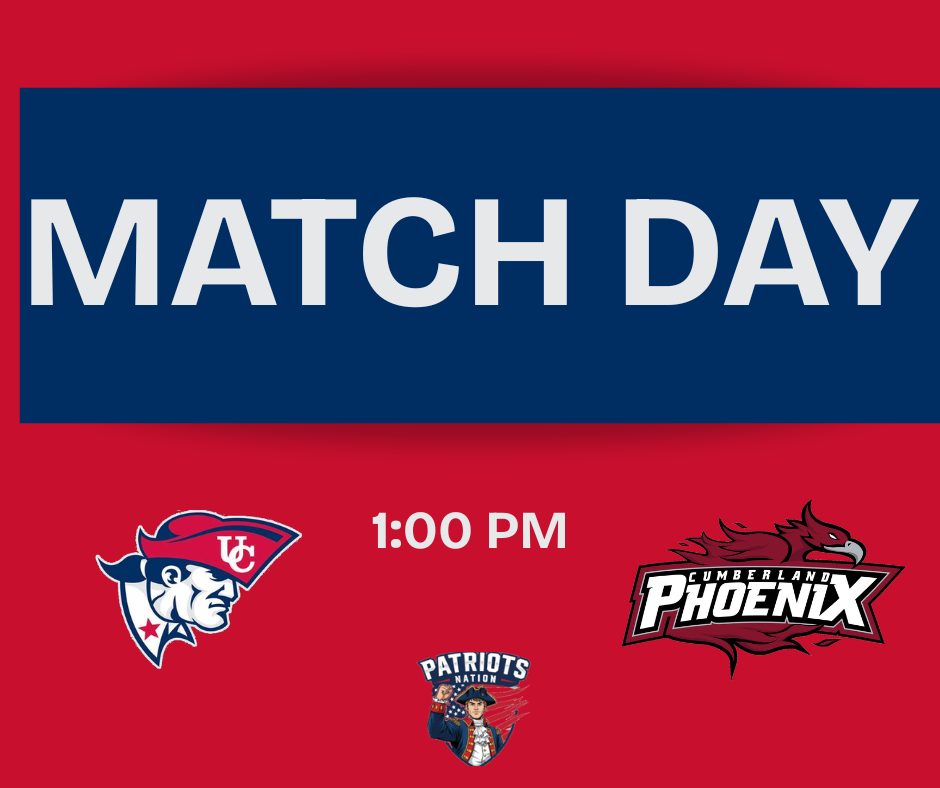 MATCH DAY
1:00 PM
UC
CUMBERLAND
PHOENIX
PATRIOTS
NATION